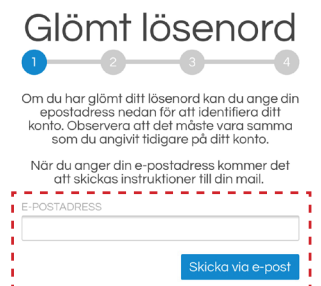 Glömt lösenord
1 2 3 4
Om du har glömt ditt lösenord kan du ange din
epostadress nedan för att identifiera ditt
konto. Observera att det måste vara samma
som du angivit tidigare på ditt konto.
När du anger din e-postadress kommer det
att skickas instruktioner till din mail.
E-POSTADRESS
Skicka via e-post